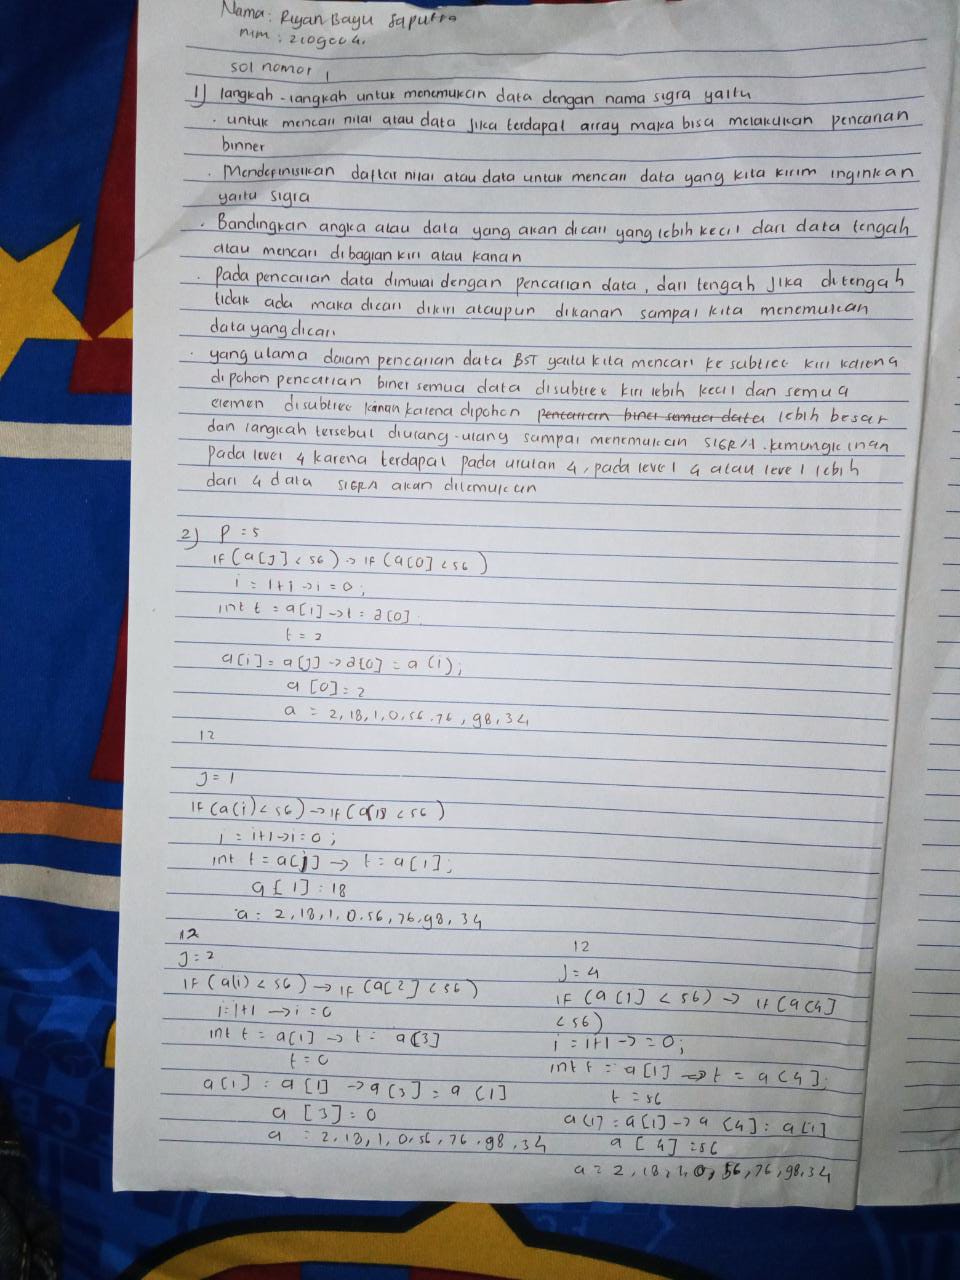 Nama: Riyan Bayu Saputra
nim : 210g004.
sol nomor 1
1) langkah-langkah untuk menemukan data dengan nama sigra yaitu
. untuk mencari nilai atau data jika terdapat array maka bisa melakukan pencarian
binner
. Mendefinisikan daftar nilai atau data untuk mencari data yang kita kirim inginkan
yaitu sigra
. Bandingkan angka atau data yang akan dicari yang lebih kecil dari data tengah
atau mencari dibagian kiri atau kanan
. pada pencarian data dimulai dengan pencarian data, dari tengah jika ditengah
tidak ada maka dicari dikiri ataupun dikanan sampai kita menemukan
data yang dicari
. yang utama dalam pencarian data BST yaitu kita mencari ke subtree kiri karena
di pohon pencarian biner semua data disubtree kiri lebih kecil dan semua
elemen disubtree kanan karena dipohon pencarian biner semua data lebih besar
dan langkah tersebut diulang-ulang sampai menemukan SIGRA. kemungkinan
pada level 4 karena terdapat pada urutan 4, pada level 4 atau level lebih
dari 4 data SIGRA akan ditemukan
2) P = 5
if (a[j] < 56) -> if (a[0] < 56)
i = i+1 -> i = 0;
int t = a[i] -> t = a[0]
t = 2
a[i] = a[j] -> a[0] = a(i);
a[0] = 2
a = 2, 18, 1, 0, 56, 76, 98, 34
12
J = 1
if (a(i) < 56) -> if (a[18 < 56)
i = i+1 -> i = 0;
int t = a[j] -> t = a[1];
a[1] : 18
a : 2, 18, 1, 0, 56, 76, 98, 34
12
J = 2
if (a(i) < 56) -> if (a[2] < 56)
i = i+1 -> i = 0
int t = a[i] -> t = a[3]
t = 0
a[i] : a[i] -> a[3] = a[i]
a[3] = 0
a = 2, 18, 1, 0, 56, 76, 98, 34
12
J = 4
if (a[i] < 56) -> if (a[4]
< 56)
i = i+1 -> = 0;
int t = a[i] => t = a[4];
t = 56
a[i] = a[i] -> a[4] : a[i]
a[4] = 56
a = 2, 18, 1, 0, 56, 76, 98, 34